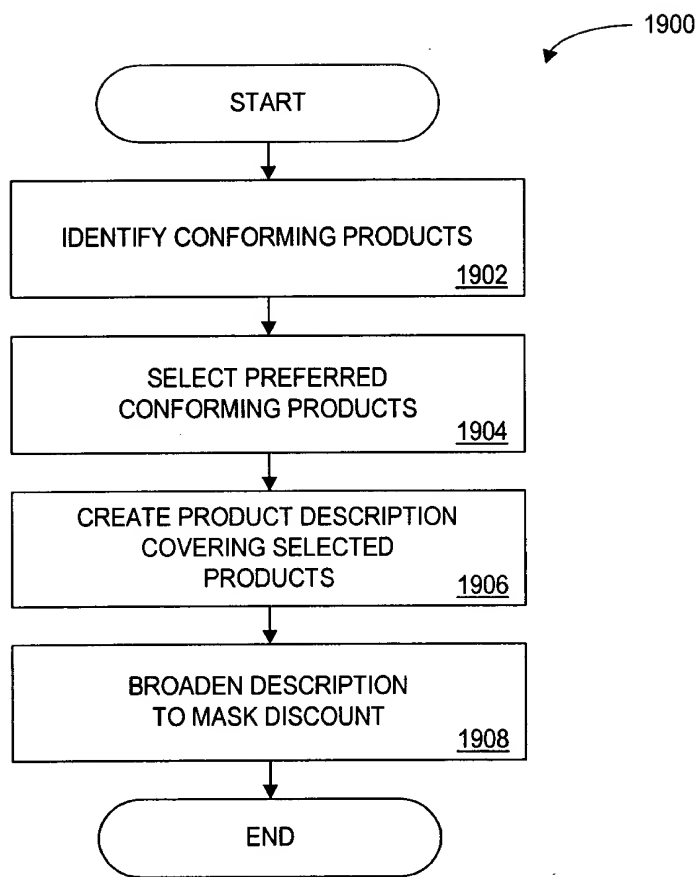 1900
START
IDENTIFY CONFORMING PRODUCTS
1902
SELECT PREFERRED
CONFORMING PRODUCTS
1904
CREATE PRODUCT DESCRIPTION
COVERING SELECTED
PRODUCTS
1906
BROADEN DESCRIPTION
TO MASK DISCOUNT
1908
END